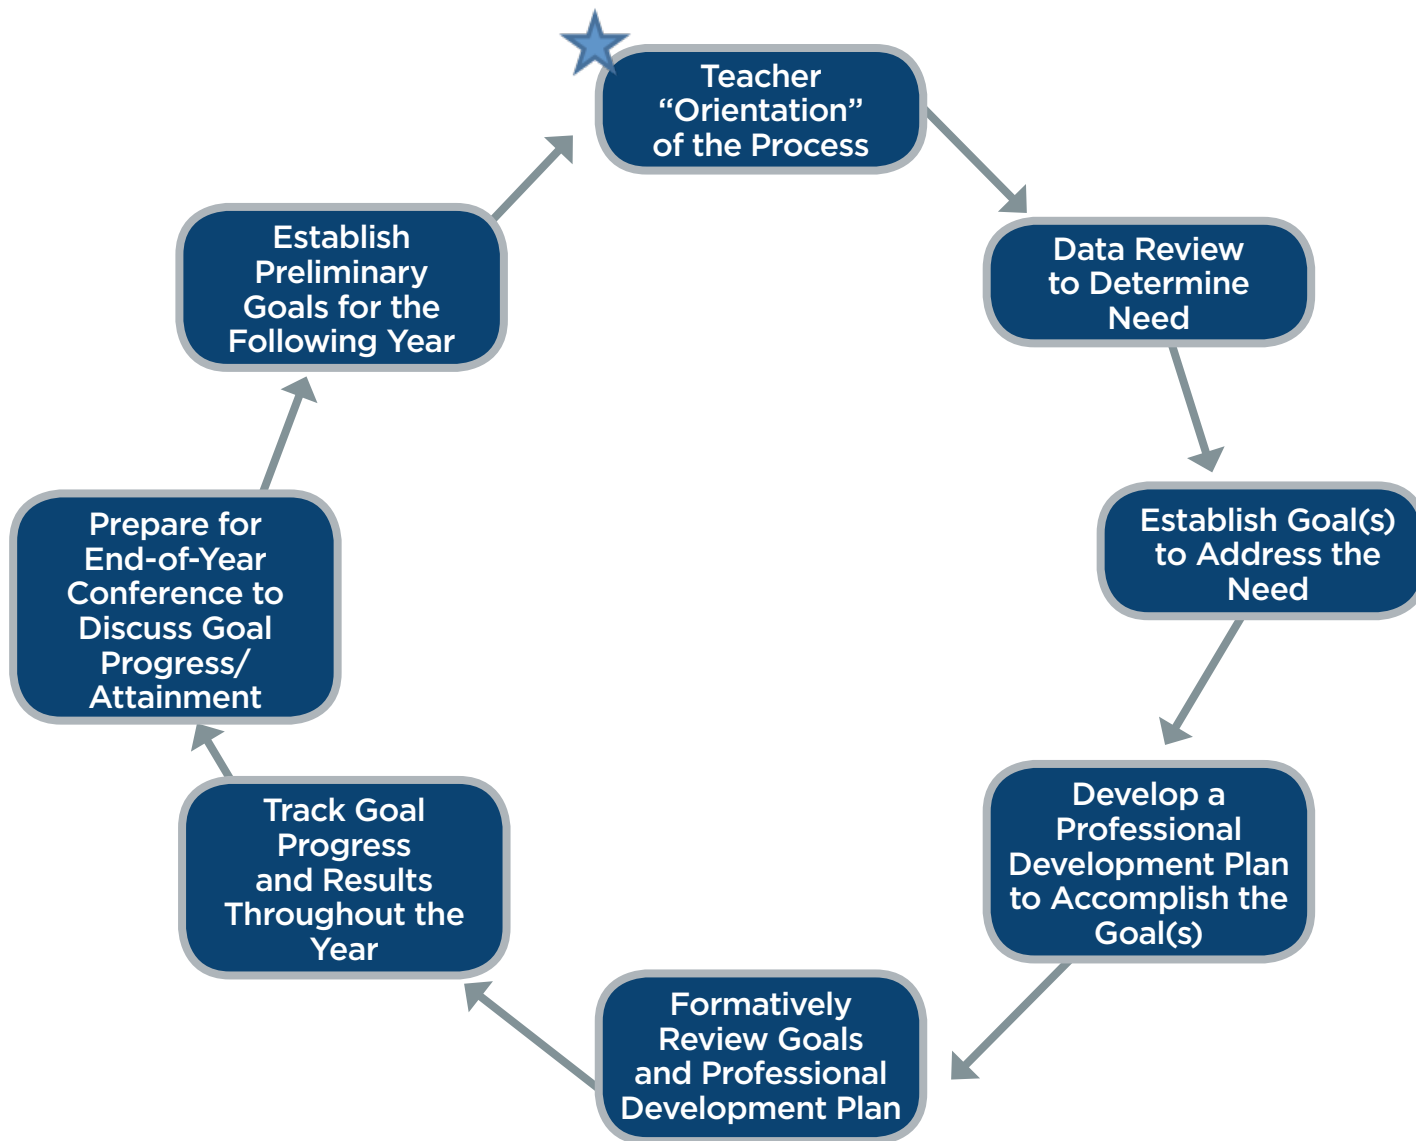 Teacher
“Orientation”
of the Process
Data Review
to Determine
Need
Establish Goal(s)
to Address the
Need
Develop a
Professional
Development Plan
to Accomplish the
Goal(s)
Formatively
Review Goals
and Professional
Development Plan
Track Goal
Progress
and Results
Throughout the
Year
Prepare for
End-of-Year
Conference to
Discuss Goal
Progress/
Attainment
Establish
Preliminary
Goals for the
Following Year